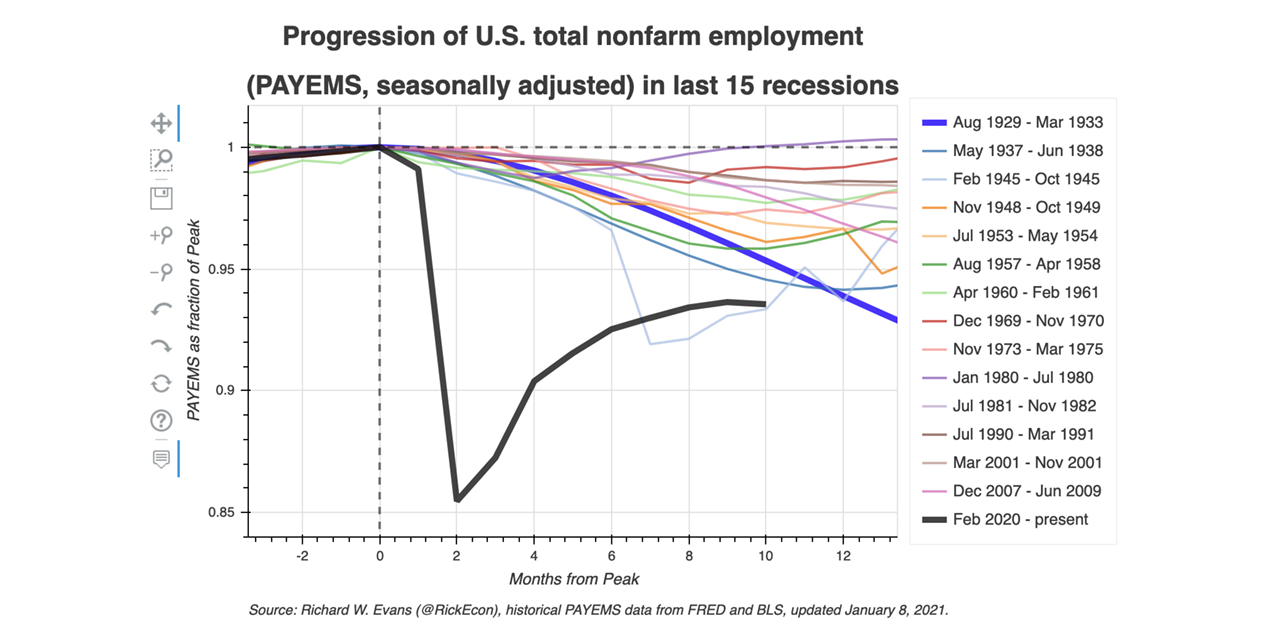 Progression of U.S. total nonfarm employment
(PAYEMS, seasonally adjusted) in last 15 recessions
PAYEMS as fraction of Peak
1
0.95
0.9
0.85
-2
0
2
4
6
8
10
12
Months from Peak
Aug 1929 - Mar 1933
May 1937 - Jun 1938
Feb 1945 - Oct 1945
Nov 1948 - Oct 1949
Jul 1953 - May 1954
Aug 1957 - Apr 1958
Apr 1960 - Feb 1961
Dec 1969 - Nov 1970
Nov 1973 - Mar 1975
Jan 1980 - Jul 1980
Jul 1981 - Nov 1982
Jul 1990 - Mar 1991
Mar 2001 - Nov 2001
Dec 2007 - Jun 2009
Feb 2020 - present
Source: Richard W. Evans (@RickEcon), historical PAYEMS data from FRED and BLS, updated January 8, 2021.